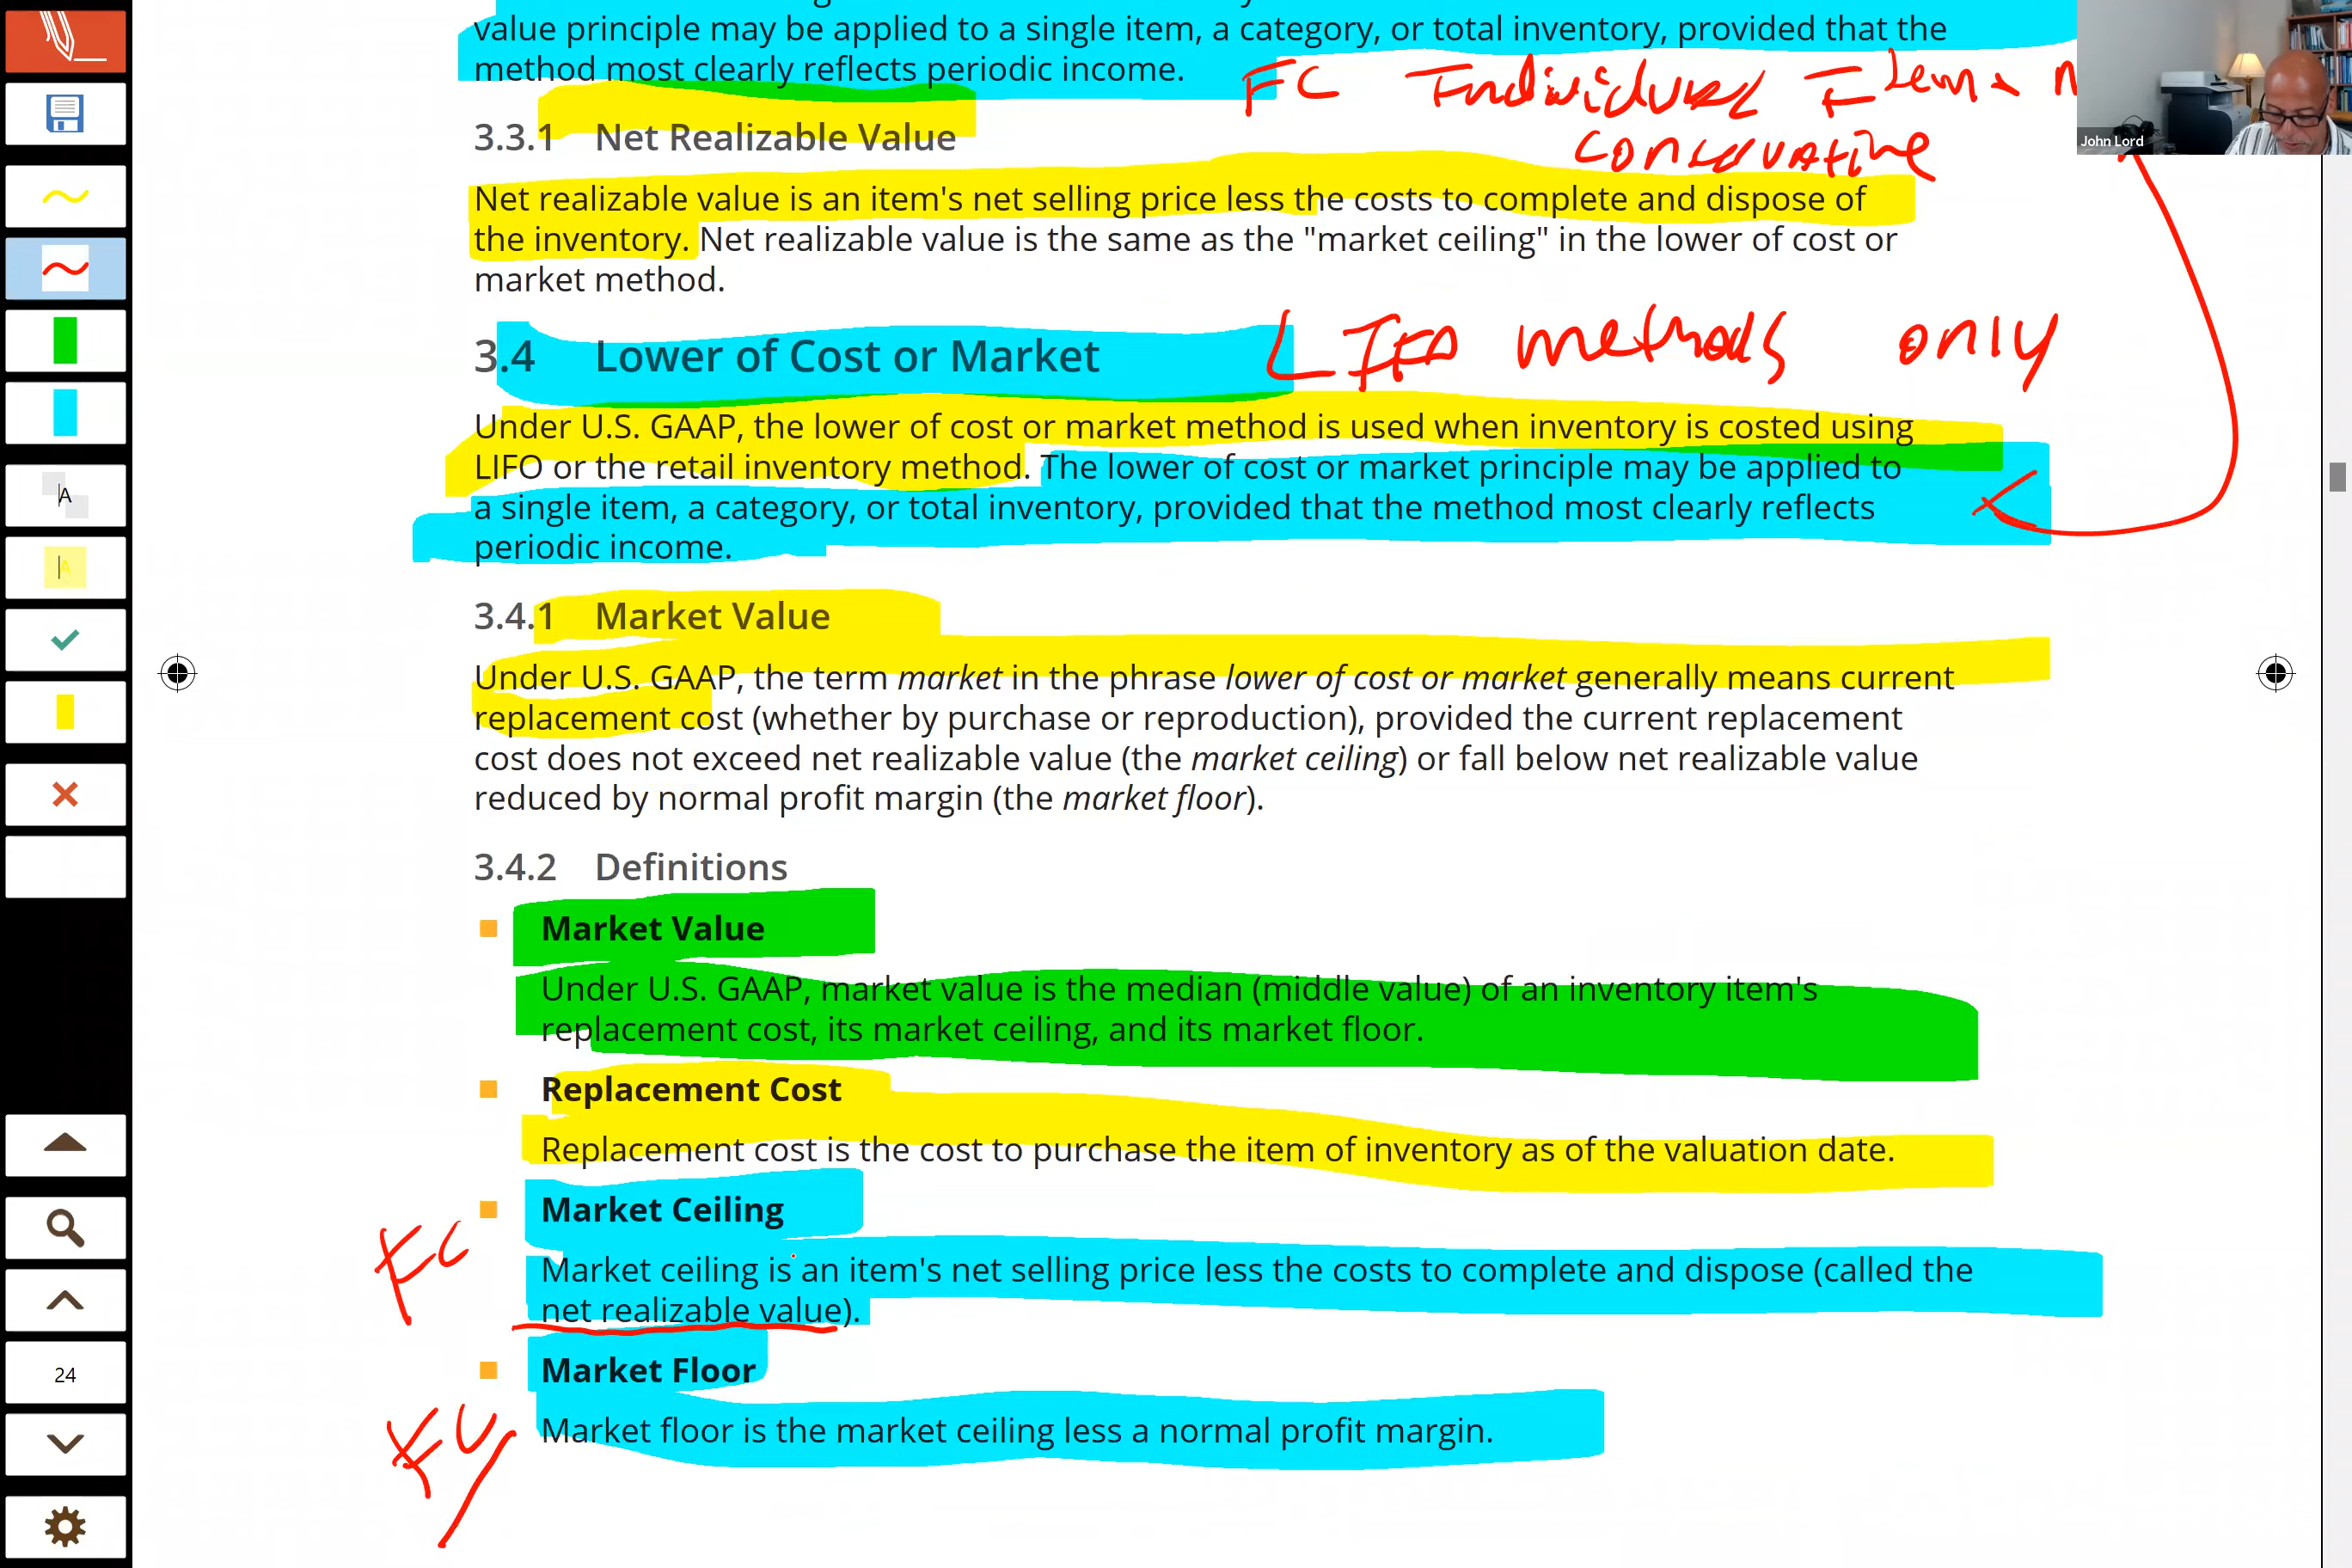 value principle may be applied to a single item, a category, or total inventory, provided that the
method most clearly reflects periodic income.
FC Individual Items
conservative
John Lord
3.3.1 Net Realizable Value
Net realizable value is an item's net selling price less the costs to complete and dispose of
the inventory. Net realizable value is the same as the "market ceiling" in the lower of cost or
market method.
3.4 Lower of Cost or Market
LIFO methods only
Under U.S. GAAP, the lower of cost or market method is used when inventory is costed using
LIFO or the retail inventory method. The lower of cost or market principle may be applied to
a single item, a category, or total inventory, provided that the method most clearly reflects
periodic income.
3.4.1 Market Value
Under U.S. GAAP, the term market in the phrase lower of cost or market generally means current
replacement cost (whether by purchase or reproduction), provided the current replacement
cost does not exceed net realizable value (the market ceiling) or fall below net realizable value
reduced by normal profit margin (the market floor).
3.4.2 Definitions
Market Value
Under U.S. GAAP, market value is the median (middle value) of an inventory item's
replacement cost, its market ceiling, and its market floor.
Replacement Cost
Replacement cost is the cost to purchase the item of inventory as of the valuation date.
Market Ceiling
FC
Market ceiling is an item's net selling price less the costs to complete and dispose (called the
net realizable value).
Market Floor
FC
Market floor is the market ceiling less a normal profit margin.
A
A
24